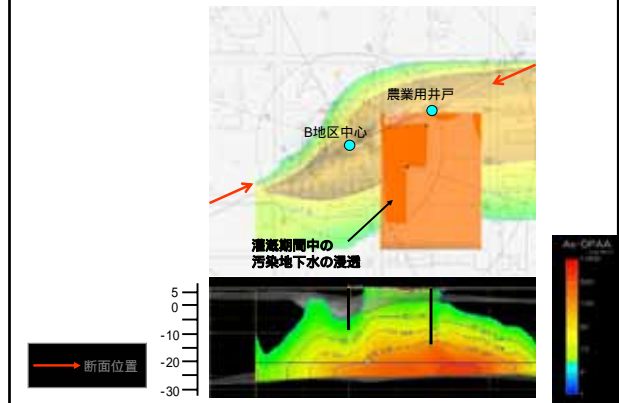 農業用井戸
B地区中心
灌漑期間中の
汚染地下水の浸透
As-DPAA
5
0
-10
-20
-30
断面位置